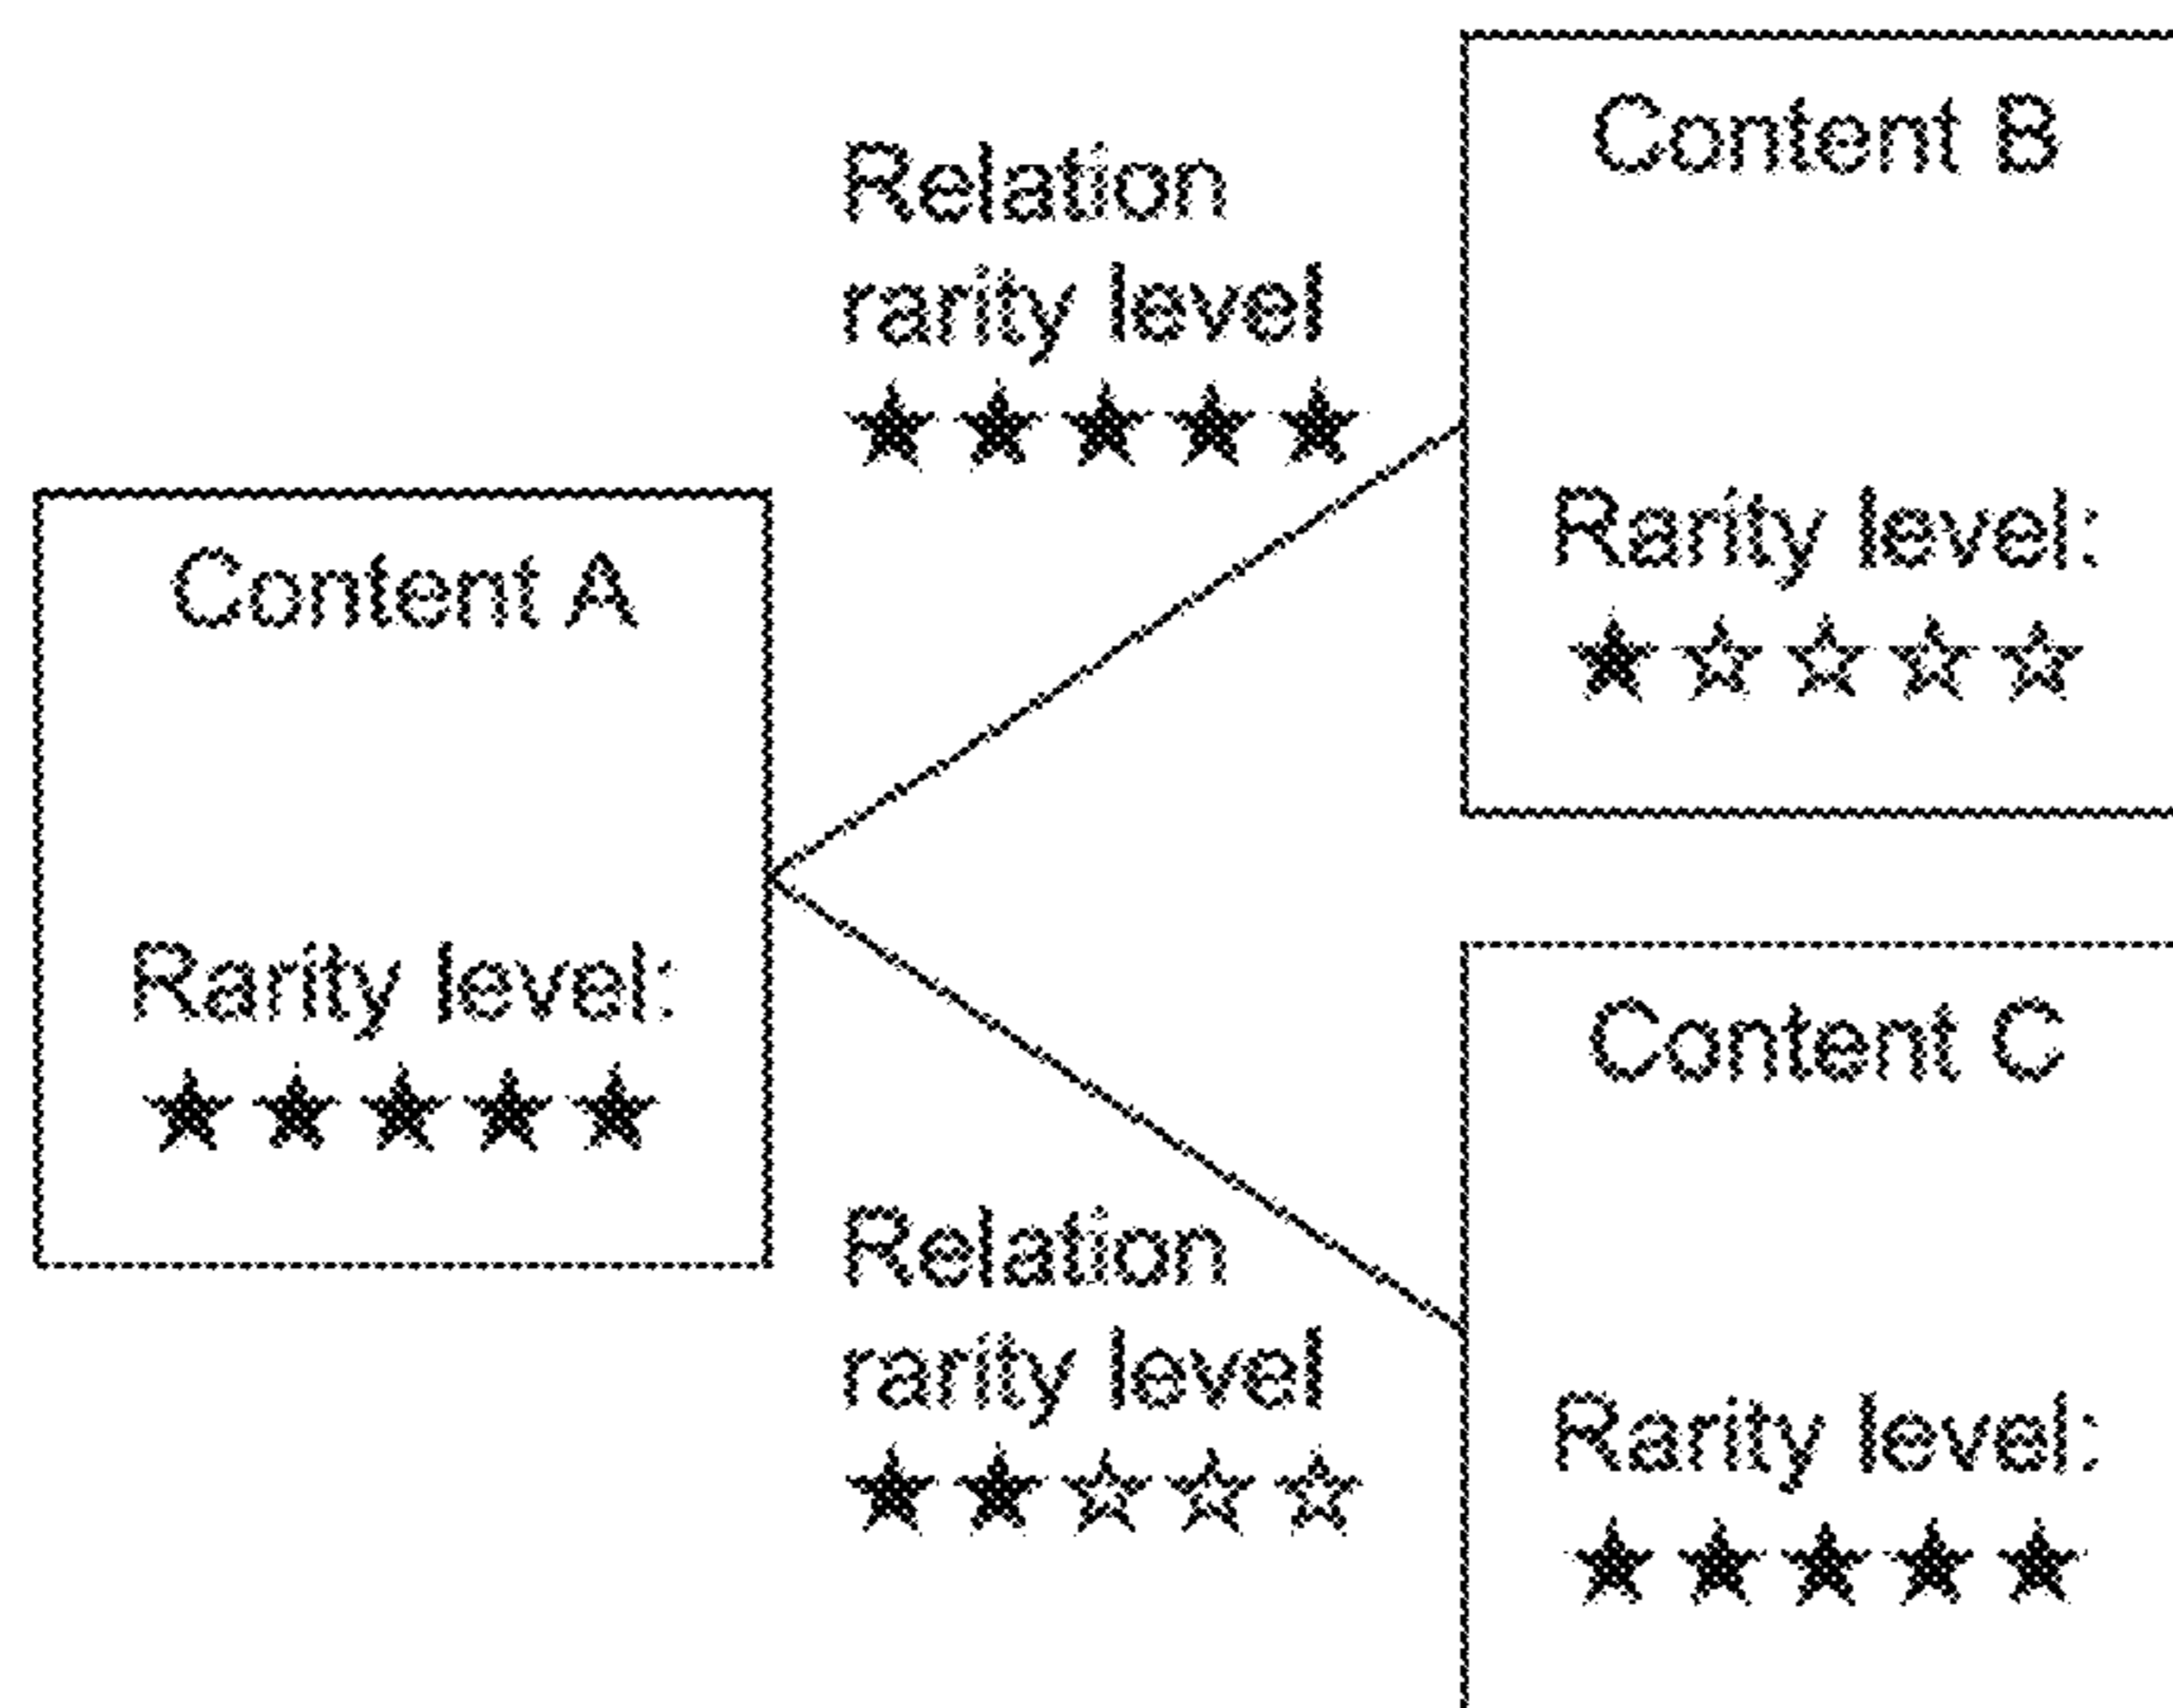 Content A
Rarity level:
★★★★★
Relation
rarity level
★★★★★
Content B
Rarity level:
★☆☆☆☆
Relation
rarity level
★★☆☆☆
Content C
Rarity level:
★★★★★